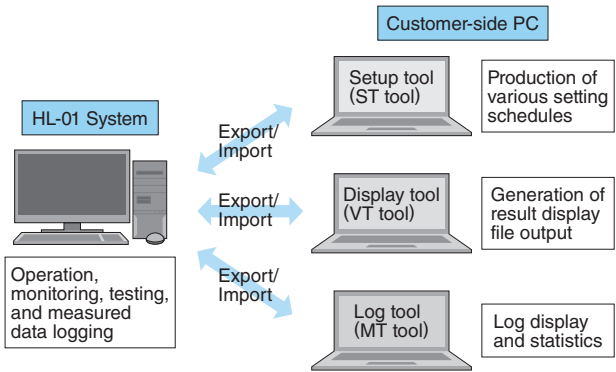 Customer-side PC
HL-01 System
Operation,
monitoring, testing,
and measured
data logging
Export/
Import
Setup tool
(ST tool)
Production of
various setting
schedules
Export/
Import
Display tool
(VT tool)
Generation of
result display
file output
Export/
Import
Log tool
(MT tool)
Log display
and statistics